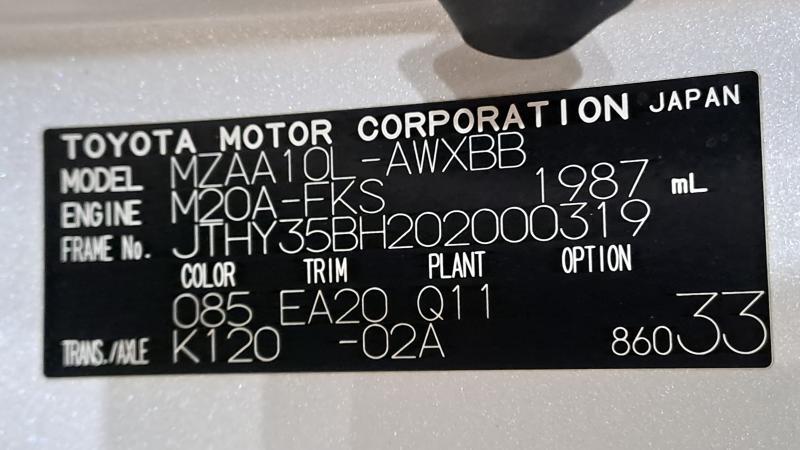 TOYOTA MOTOR CORPORATION JAPAN
MODEL MZAA10L-AWXBB
ENGINE M20A-FKS 1987 mL
FRAME No. JTHY35BH202000319
COLOR TRIM PLANT OPTION
085 EA20 Q11
TRANS./AXLE K120 -02A 86033